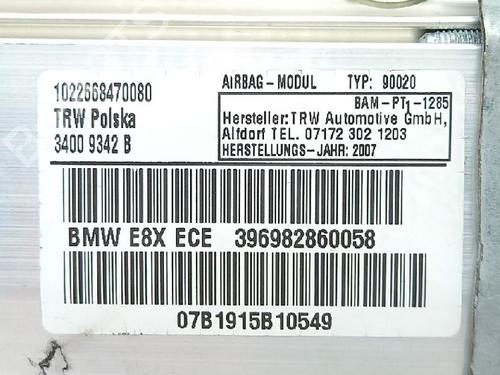 1022668470080
TRW Polska
3400 9342 B
AIRBAG-MODUL TYP: 90020
BAM-PT1-1285
Hersteller:TRW Automotive GmbH,
Alfdorf TEL. 07172 302 1203
HERSTELLUNGS-JAHR: 2007
BMW E8X ECE 396982860058
07B1915B10549